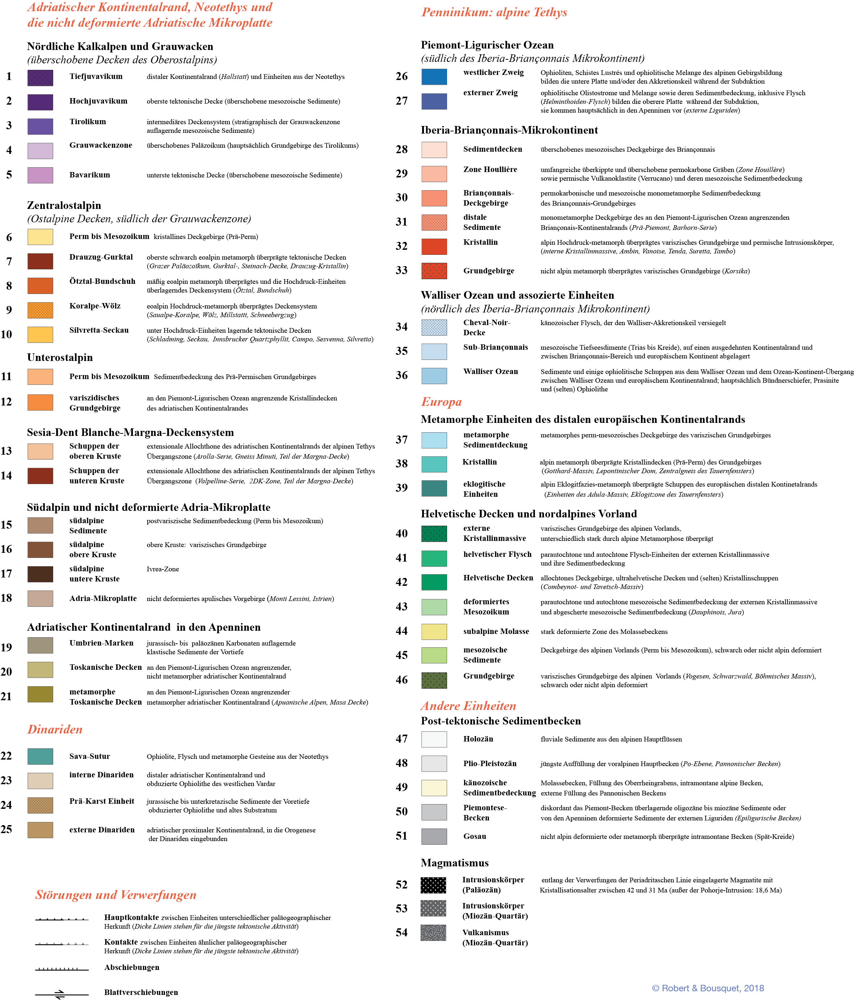 Adriatischer Kontinentalrand, Neotethys und
die nicht deformierte Adriatische Mikroplatte
Nördliche Kalkalpen und Grauwacken
(überschobene Decken des Oberostalpins)
1 Tiefjuvavikum distaler Kontinentalrand (Hallstatt) und Einheiten aus der Neotethys
2 Hochjuvavikum oberste tektonische Decke (überschobene mesozoische Sedimente)
3 Tirolikum intermediäres Deckensystem (stratigraphisch der Grauwackenzone
auflagernde mesozoische Sedimente)
4 Grauwackenzone überschobenes Paläzoikum (hauptsächlich Grundgebirge des Tirolikums)
5 Bavarikum unterste tektonische Decke (überschobene mesozoische Sedimente)
Zentralostalpin
(Ostalpine Decken, südlich der Grauwackenzone)
6 Perm bis Mesozoikum kristallines Deckgebirge (Prä-Perm)
7 Drauzug-Gurktal oberste schwarch eoalpin metamorph überprägte tektonische Decken
(Grazer Paläozoïkum, Gurktal-, Steinach-Decke, Drauzug-Kristallin)
8 Ötztal-Bundschuh mäßig eoalpin metamorph überprägtes und die Hochdruck-Einheiten
überlagerndes Deckensystem (Ötztal, Bundschuh)
9 Koralpe-Wölz eoalpin Hochdruck-metamorph überprägtes Deckensystem
(Saualpe-Koralpe, Wölz, Millstattt, Schneebergzug)
10 Silvretta-Seckau unter Hochdruck-Einheiten lagernde tektonische Decken
(Schladming, Seckau, Innsbrucker Quartzphyllit, Campo, Sesvenna, Silvretta)
Unterostalpin
11 Perm bis Mesozoikum Sedimentbedeckung des Prä-Permischen Grundgebirges
12 variszidisches an den Piemont-Ligurischen Ozean angrenzende Kristallindecken
Grundgebirge des adriatischen Kontinentalrandes
Sesia-Dent Blanche-Margna-Deckensystem
13 Schuppen der extensionale Allochthone des adriatischen Kontinentalrands der alpinen Tethys
oberen Kruste Übergangszone (Arolla-Serie, Gneiss Minuti, Teil der Margna-Decke)
14 Schuppen der extensionale Allochthone des adriatischen Kontinentalrands der alpinen Tethys
unteren Kruste Übergangszone (Valpelline-Serie, 2DK-Zone, Teil der Margna-Decke)
Südalpin und nicht deformierte Adria-Mikroplatte
15 südalpine postvariszische Sedimentbedeckung (Perm bis Mesozoikum)
Sedimente
16 südalpine obere Kruste: variszisches Grundgebirge
obere Kruste
17 südalpine Ivrea-Zone
untere Kruste
18 Adria-Mikroplatte nicht deformiertes apulisches Vorgebirge (Monti Lessini, Istrien)
Adriatischer Kontinentalrand in den Apenninen
19 Umbrien-Marken jurassisch- bis paläozänen Karbonaten auflagernde
klastische Sedimente der Vortiefe
20 Toskanische Decken an den Piemont-Ligurischen Ozean angrenzender,
nicht metamorpher adriatischer Kontinentalrand
21 metamorphe an den Piemont-Ligurischen Ozean angrenzender
Toskanische Decken metamorpher adriatischer Kontinentalrand (Apuanische Alpen, Masa Decke)
Dinariden
22 Sava-Sutur Ophiolite, Flysch und metamorphe Gesteine aus der Neotethys
23 interne Dinariden distaler adriatischer Kontinentalrand und
obduzierte Ophiolithe des westlichen Vardar
24 Prä-Karst Einheit jurassische bis unterkretazische Sedimente der Voretiefe
obduzierter Ophiolithe und altes Substratum
25 externe Dinariden adriatischer proximaler Kontinentalrand, in die Orogenese
der Dinariden eingebunden
Störungen und Verwerfungen
Hauptkontakte zwischen Einheiten unterschiedlicher paläogeographischer
Herkunft (Dicke Linien stehen für die jüngste tektonische Aktivität)
Kontakte zwischen Einheiten ähnlicher paläogeographischer
Herkunft (Dicke Linien stehen für die jüngste tektonische Aktivität)
Abschiebungen
Blattverschiebungen
Penninikum: alpine Tethys
Piemont-Ligurischer Ozean
(südlich des Iberia-Briançonnais Mikrokontinent)
26 westlicher Zweig Ophioliten, Schistes Lustrés und ophiolitische Melange des alpinen Gebirgsbildung
bilden die untere Platte und/oder den Akkretionskeil während der Subduktion
27 externer Zweig ophiolitische Olistostrome und Melange sowie deren Sedimentbedeckung, inklusive Flysch
(Helminthoiden-Flysch) bilden die oberere Platte während der Subduktion,
sie kommen hauptsächlich in den Apenninen vor (externe Liguriden)
Iberia-Briançonnais-Mikrokontinent
28 Sedimentdecken überschobenes mesozoisches Deckgebirge des Briançonnais
29 Zone Houllière umfangreiche überkippte und überschobene permokarbone Gräben (Zone Houillère)
sowie permische Vulkanoklastite (Verrucano) und deren mesozoische Sedimentbedeckung
30 Briançonnais- permokarbonische und mesozoische monometamorphe Sedimentbedeckung
Deckgebirge des Briançonnais-Grundgebirges
31 distale monometamorphe Deckgebirge des an den Piemont-Ligurischen Ozean angrenzenden
Sedimente Briançonais-Kontinentalrands (Prä-Piemont, Barhorn-Serie)
32 Kristallin alpin Hochdruck-metamorph überprägtes variszisches Grundgebirge und permische Intrusionskörper,
(interne Kristallinmassive, Ambin, Vanoise, Tenda, Suretta, Tambo)
33 Grundgebirge nicht alpin metamorph überprägtes variszisches Grundgebirge (Korsika)
Walliser Ozean und assozierte Einheiten
(nördlich des Iberia-Briançonnais Mikrokontinent)
34 Cheval-Noir- känozoischer Flysch, der den Walliser-Akkretionskeil versiegelt
Decke
35 Sub-Briançonnais mesozoische Tiefseesdimente (Trias bis Kreide), auf einen ausgedehnten Kontinentalrand und
zwischen Briançonnais-Bereich und europäischem Kontinent abgelagert
36 Walliser Ozean Sedimente und einige ophiolitische Schuppen aus dem Walliser Ozean und dem Ozean-Kontinent-Übergang
zwischen Walliser Ozean und europäischem Kontinentalrand; hauptsächlich Bündnerschiefer, Prasinite
und (selten) Ophiolithe
Europa
Metamorphe Einheiten des distalen europäischen Kontinentalrands
37 metamorphe metamorphes perm-mesozoisches Deckgebirge des variszischen Grundgebirges
Sedimentdeckung
38 Kristallin alpin metamorph überprägte Kristallindecken (Prä-Perm) des Grundgebirges
(Gotthard-Massiv, Lepontinischer Dom, Zentralgneis des Tauernfensters)
39 eklogitische alpin Eklogitfazies-metamorph überprägte Schuppen des europäischen distalen Kontinetalrands
Einheiten (Einheiten des Adula-Massiv, Eklogitzone des Tauernfensters)
Helvetische Decken und nordalpines Vorland
40 externe variszisches Grundgebirge des alpinen Vorlands,
Kristallinmassive unterschiedlich stark durch alpine Metamorphose überprägt
41 helvetischer Flysch parautochtone und autochtone Flysch-Einheiten der externen Kristallinmassive
und ihre Sedimentbedeckung
42 Helvetische Decken allochtones Deckgebirge, ultrahelvetische Decken und (selten) Kristallinschuppen
(Combeynot- und Tavetsch-Massiv)
43 deformiertes parautochtone und autochtone mesozoische Sedimentbedeckung der externen Kristallinmassive
Mesozoikum und abgescherte mesozoische Sedimentbedeckung (Dauphinois, Jura)
44 subalpine Molasse stark deformierte Zone des Molassebeckens
45 mesozoische Deckgebirge des alpinen Vorlands (Perm bis Mesozoikum), schwarch oder nicht alpin deformiert
Sedimente
46 Grundgebirge variszisches Grundgebirge des alpinen Vorlands (Vogesen, Schwarzwald, Böhmisches Massiv),
schwarch oder nicht alpin deformiert
Andere Einheiten
Post-tektonische Sedimentbecken
47 Holozän fluviale Sedimente aus den alpinen Hauptflüssen
48 Plio-Pleistozän jüngste Auffüllung der voralpinen Hauptbecken (Po-Ebene, Pannonischer Becken)
49 känozoische Molassebecken, Füllung des Oberrheingrabens, intramontane alpine Becken,
Sedimentbedeckung externe Füllung des Pannonischen Beckens
50 Piemontese- diskordant das Piemont-Becken überlagernde oligozäne bis miozäne Sedimente oder
Becken von den Apenninen deformierte Sedimente der externen Liguriden (Epiligurische Becken)
51 Gosau nicht alpin deformierte oder metamorph überprägte intramontane Becken (Spät-Kreide)
Magmatismus
52 Intrusionskörper entlang der Verwerfungen der Periadritaschen Linie eingelagerte Magmatite mit
(Paläozän) Kristallisationsalter zwischen 42 und 31 Ma (außer der Pohorje-Intrusion: 18,6 Ma)
53 Intrusionskörper
(Miozän-Quartär)
54 Vulkanismus
(Miozän-Quartär)
© Robert & Bousquet, 2018